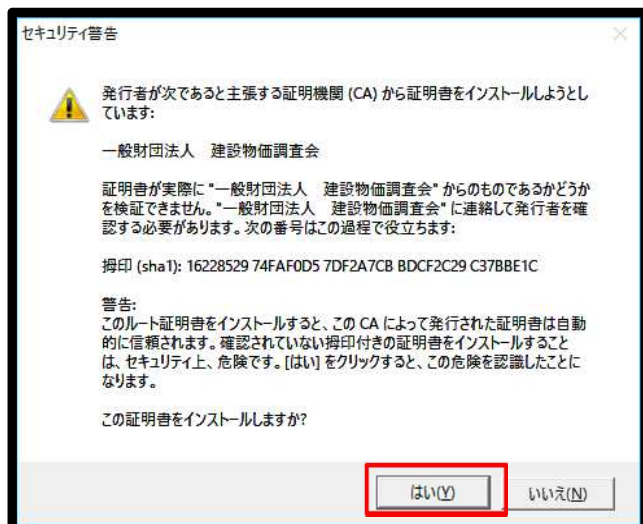 セキュリティ警告
発行者が次であると主張する証明機関 (CA) から証明書をインストールしようとし
ています:
一般財団法人　建設物価調査会
証明書が実際に "一般財団法人　建設物価調査会" からのものであるかどうか
を検証できません。"一般財団法人　建設物価調査会" に連絡して発行者を確
認する必要があります。次の番号はこの過程で役立ちます:
拇印 (sha1): 16228529 74FAF0D5 7DF2A7CB BDCF2C29 C37BBE1C
警告:
このルート証明書をインストールすると、この CA によって発行された証明書は自動
的に信頼されます。確認されていない拇印付きの証明書をインストールすること
は、セキュリティ上、危険です。[はい] をクリックすると、この危険を認識したことに
なります。
この証明書をインストールしますか?
はい(Y)
いいえ(N)